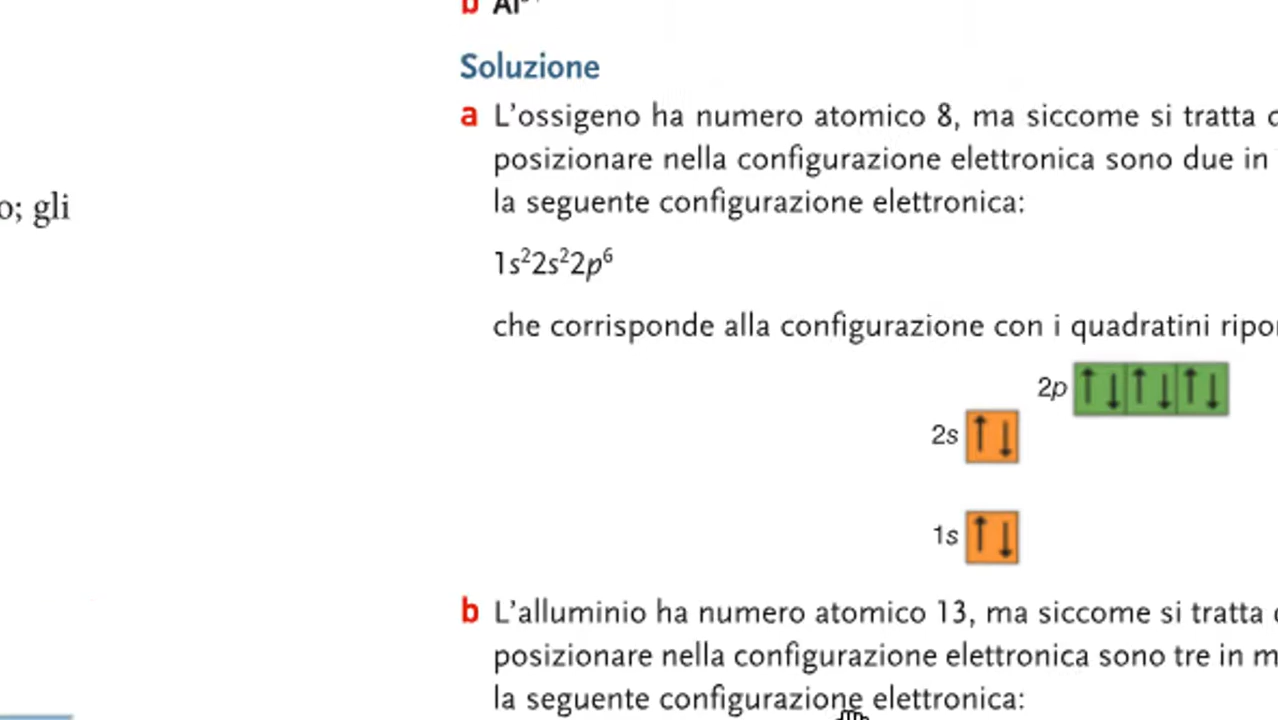 b Al³⁺
Soluzione
a L'ossigeno ha numero atomico 8, ma siccome si tratta
posizionare nella configurazione elettronica sono due in
o; gli
la seguente configurazione elettronica:
1s²2s²2p⁶
che corrisponde alla configurazione con i quadratini ripor
2p
2s
1s
b L'alluminio ha numero atomico 13, ma siccome si tratta
posizionare nella configurazione elettronica sono tre in m
la seguente configurazione elettronica: